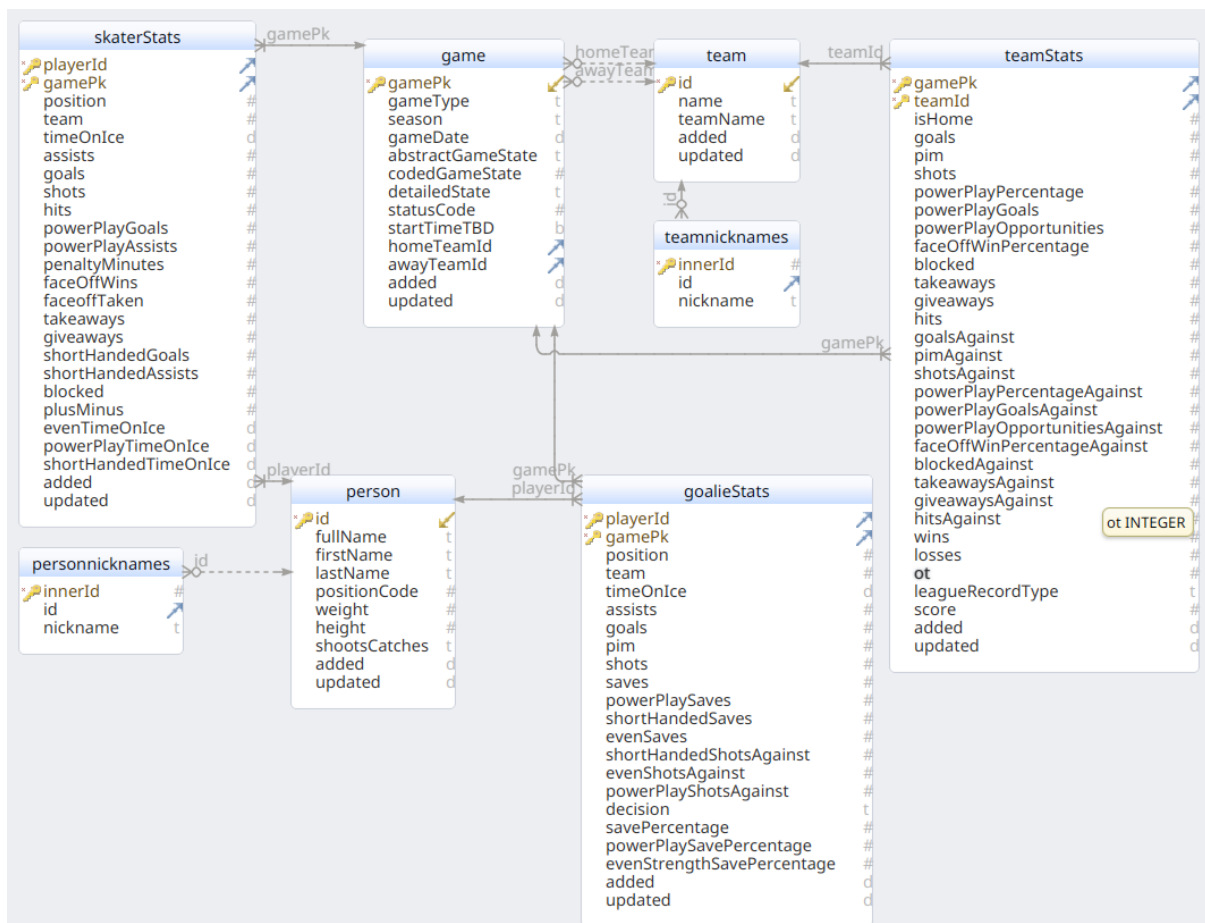 skaterStats
playerId
gamePk
position #
team #
timeOnIce d
assists #
goals #
shots #
hits #
powerPlayGoals #
powerPlayAssists #
penaltyMinutes #
faceOffWins #
faceoffTaken #
takeaways #
giveaways #
shortHandedGoals #
shortHandedAssists #
blocked #
plusMinus #
evenTimeOnIce d
powerPlayTimeOnIce d
shortHandedTimeOnIce d
added d
updated d
gamePk
game
gamePk
gameType t
season t
gameDate d
abstractGameState t
codedGameState #
detailedState t
statusCode #
startTimeTBD b
homeTeamId
awayTeamId
added d
updated d
homeTeam
awayTeam
team
id
name t
teamName t
added d
updated d
teamId
id
teamnicknames
innerId #
id
nickname t
teamStats
gamePk
teamId
isHome #
goals #
pim #
shots #
powerPlayPercentage #
powerPlayGoals #
powerPlayOpportunities #
faceOffWinPercentage #
blocked #
takeaways #
giveaways #
hits #
goalsAgainst #
pimAgainst #
shotsAgainst #
powerPlayPercentageAgainst #
powerPlayGoalsAgainst #
powerPlayOpportunitiesAgainst #
faceOffWinPercentageAgainst #
blockedAgainst #
takeawaysAgainst #
giveawaysAgainst #
hitsAgainst #
wins #
losses #
ot #
leagueRecordType t
score #
added d
updated d
ot INTEGER
gamePk
playerId
person
id
fullName t
firstName t
lastName t
positionCode #
weight #
height #
shootsCatches t
added d
updated d
personnicknames
innerId #
id
nickname t
id
gamePk
playerId
goalieStats
playerId
gamePk
position #
team #
timeOnIce d
assists #
goals #
pim #
shots #
saves #
powerPlaySaves #
shortHandedSaves #
evenSaves #
shortHandedShotsAgainst #
evenShotsAgainst #
powerPlayShotsAgainst #
decision t
savePercentage #
powerPlaySavePercentage #
evenStrengthSavePercentage #
added d
updated d